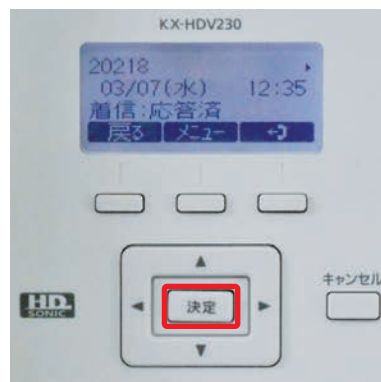 KX-HDV230
20218
03/07(水) 12:35
着信:応答済
戻る メニュー
キャンセル
決定
HD
SONIC